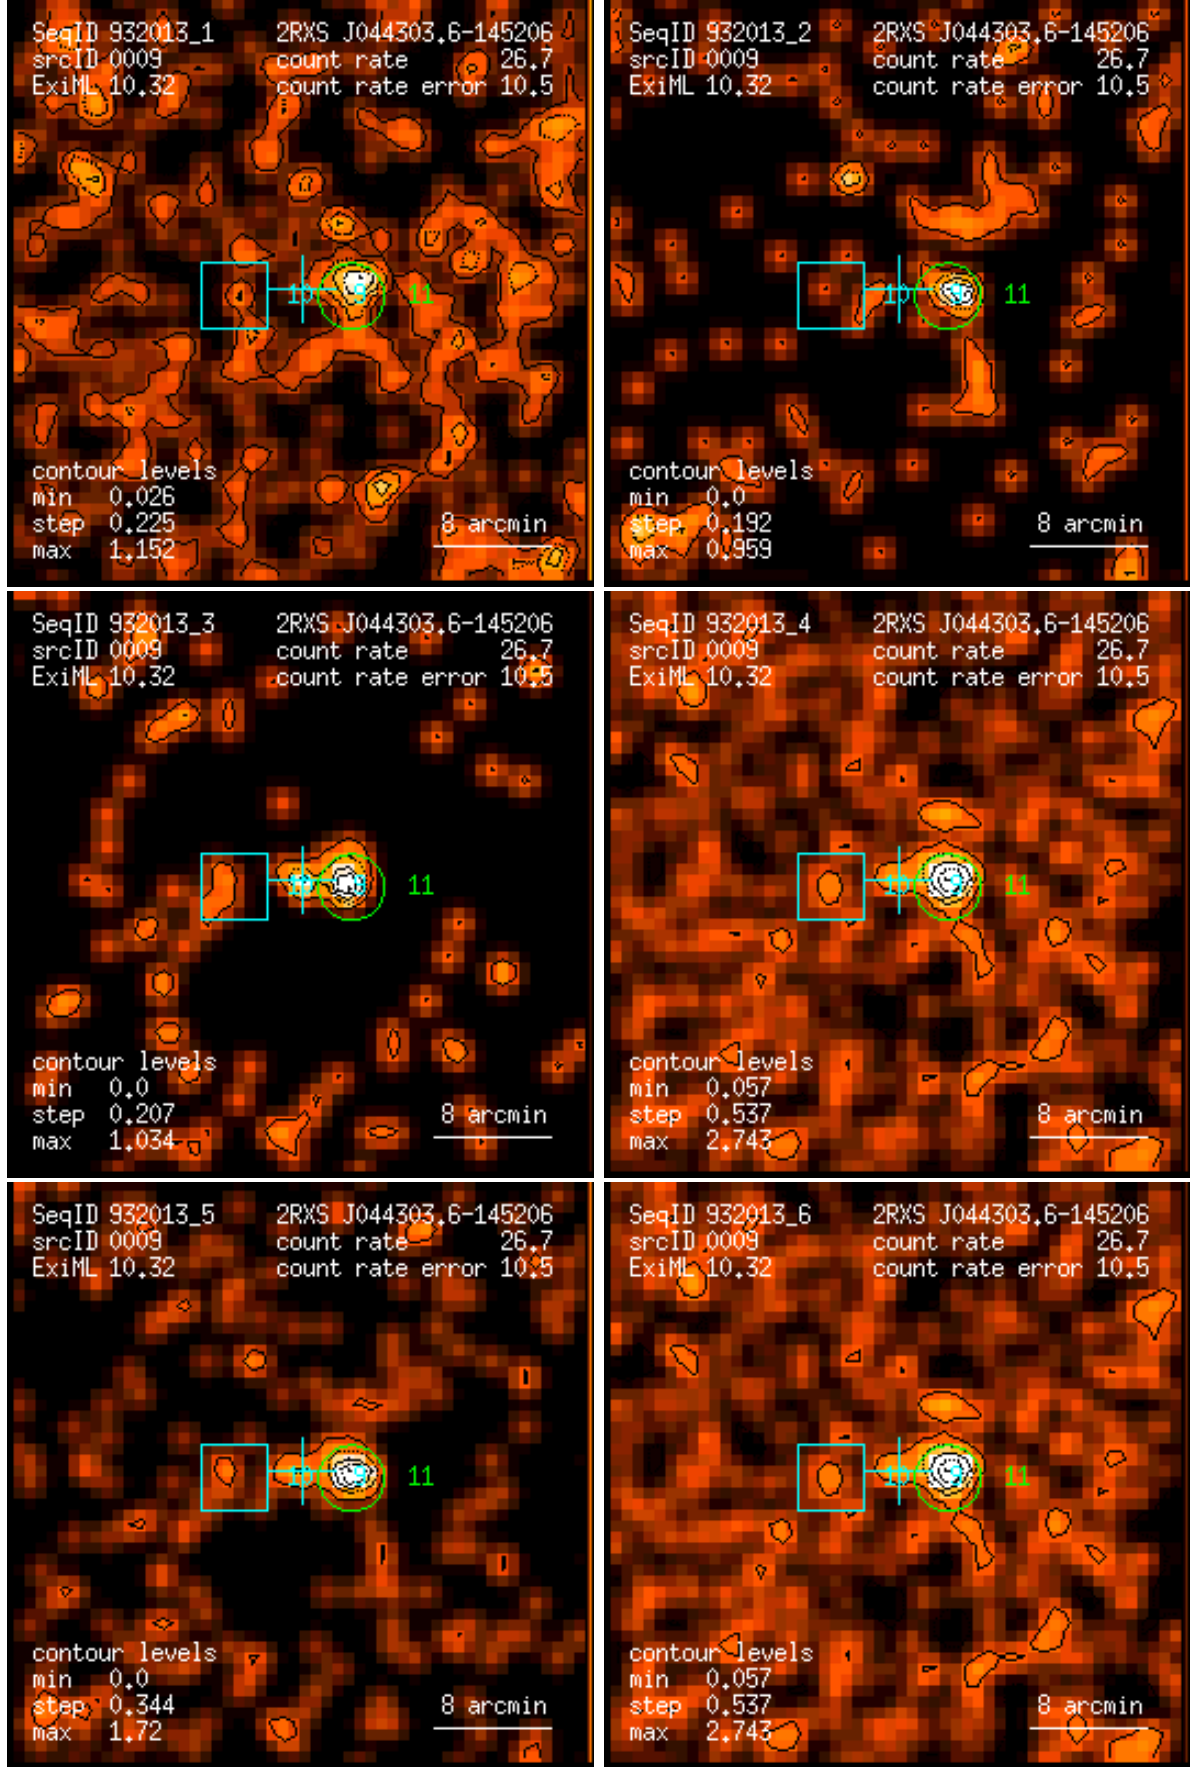 SeqID 932013_1 2RXS J044303.6-145206
srcID 0009 count rate 26.7
ExiML 10.32 count rate error 10.5
10 9 11
contour levels
min 0.026
step 0.225 8 arcmin
max 1.152
SeqID 932013_2 2RXS J044303.6-145206
srcID 0009 count rate 26.7
ExiML 10.32 count rate error 10.5
10 9 11
contour levels
min 0.0
step 0.192 8 arcmin
max 0.959
SeqID 932013_3 2RXS J044303.6-145206
srcID 0009 count rate 26.7
ExiML 10.32 count rate error 10.5
10 9 11
contour levels
min 0.0
step 0.207 8 arcmin
max 1.034
SeqID 932013_4 2RXS J044303.6-145206
srcID 0009 count rate 26.7
ExiML 10.32 count rate error 10.5
10 9 11
contour levels
min 0.057
step 0.537 8 arcmin
max 2.743
SeqID 932013_5 2RXS J044303.6-145206
srcID 0009 count rate 26.7
ExiML 10.32 count rate error 10.5
10 9 11
contour levels
min 0.0
step 0.344 8 arcmin
max 1.72
SeqID 932013_6 2RXS J044303.6-145206
srcID 0009 count rate 26.7
ExiML 10.32 count rate error 10.5
10 9 11
contour levels
min 0.057
step 0.537 8 arcmin
max 2.743